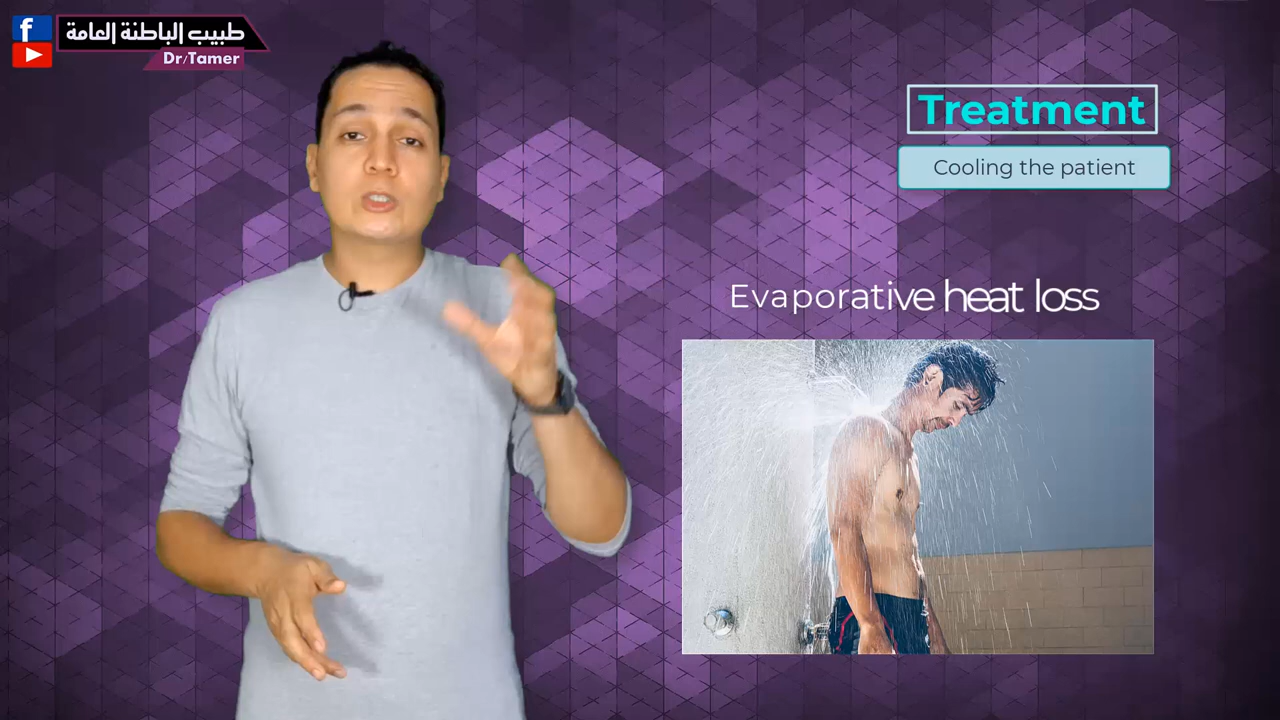 طبيب الباطنة العامة
Dr/Tamer
Treatment
Cooling the patient
Evaporative heat loss